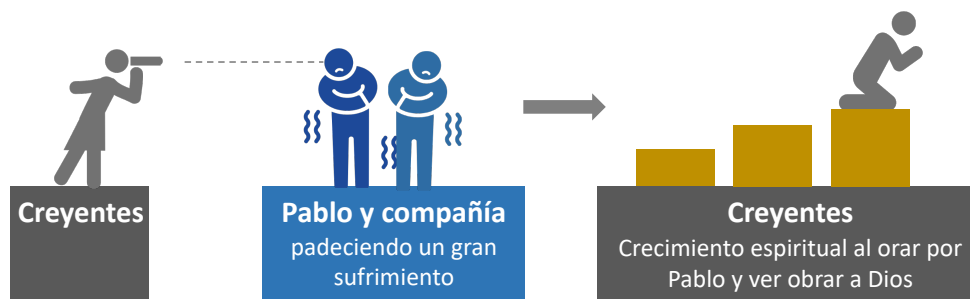 Creyentes
Pablo y compañía
padeciendo un gran
sufrimiento
Creyentes
Crecimiento espiritual al orar por
Pablo y ver obrar a Dios